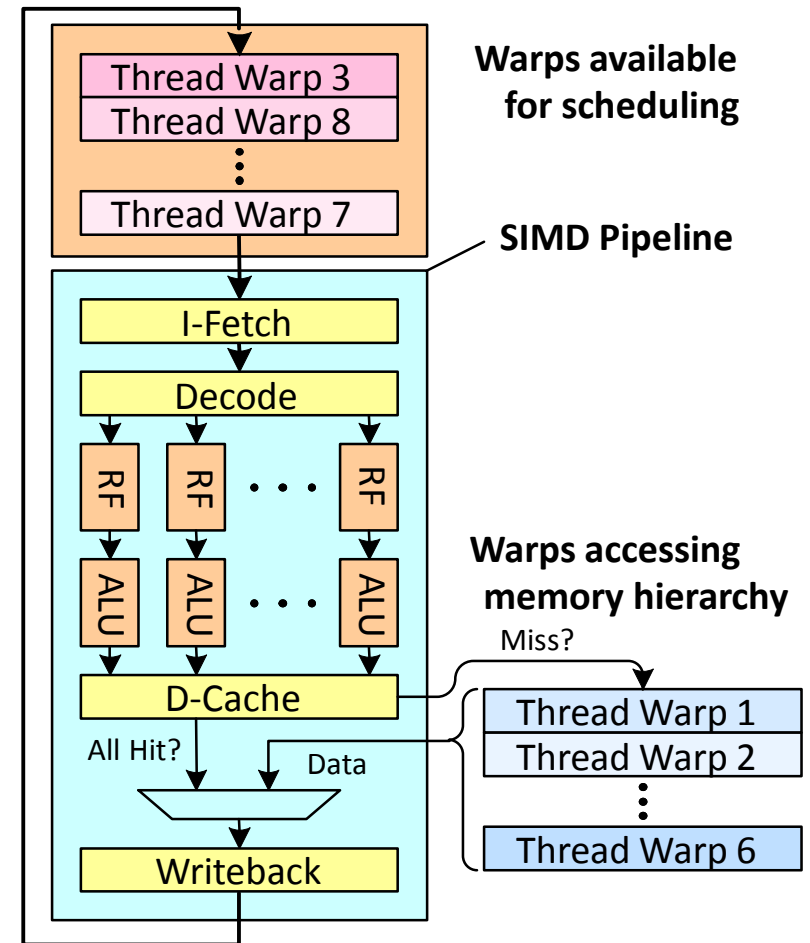 Thread Warp 3
Thread Warp 8
Thread Warp 7
Warps available
for scheduling
SIMD Pipeline
I-Fetch
Decode
RF
RF
RF
ALU
ALU
ALU
D-Cache
All Hit?
Data
Writeback
Warps accessing
memory hierarchy
Miss?
Thread Warp 1
Thread Warp 2
Thread Warp 6